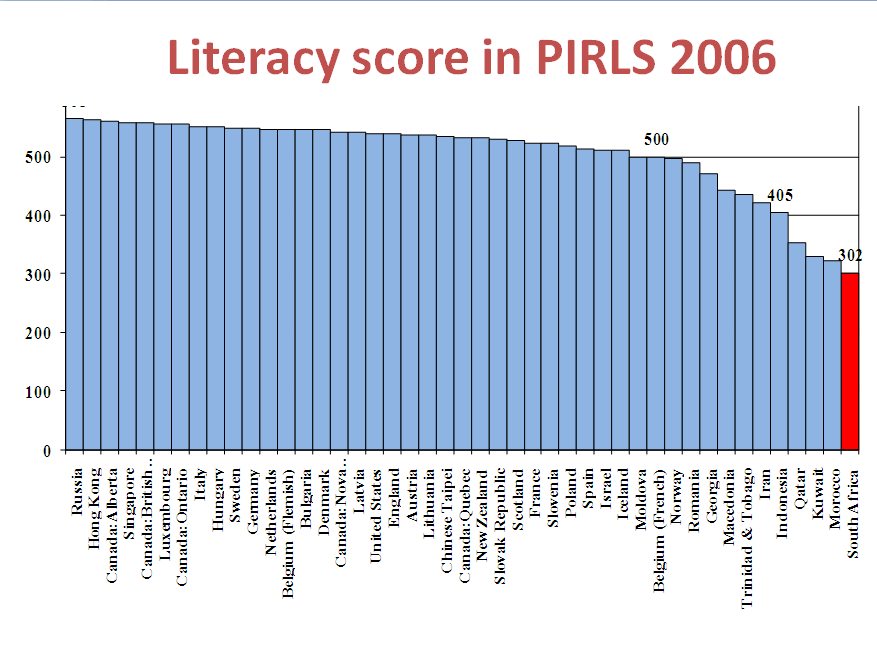 Literacy score in PIRLS 2006
500
400
300
200
100
0
500
405
302
Russia
Hong Kong
Canada: Alberta
Singapore
Canada: British..
Luxembourg
Canada: Ontario
Italy
Hungary
Sweden
Germany
Netherlands
Belgium (Flemish)
Bulgaria
Denmark
Canada: Nova..
Latvia
United States
England
Austria
Lithuania
Chinese Taipei
Canada: Quebec
New Zealand
Slovak Republic
Scotland
France
Slovenia
Poland
Spain
Israel
Iceland
Moldova
Belgium (French)
Norway
Romania
Georgia
Macedonia
Trinidad & Tobago
Iran
Indonesia
Qatar
Kuwait
Morocco
South Africa